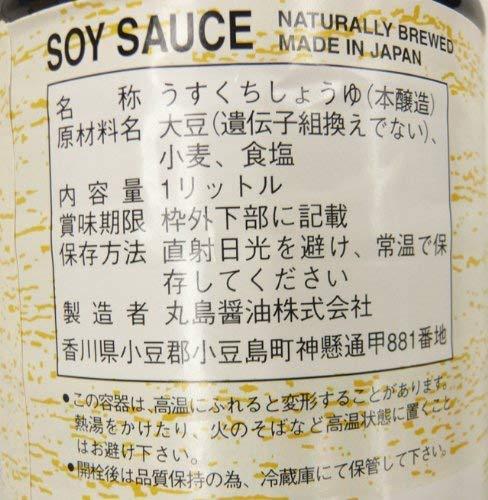 SOY SAUCE NATURALLY BREWED
MADE IN JAPAN
名称 うすくちしょうゆ(本醸造)
原材料名 大豆(遺伝子組換えでない)、
小麦、食塩
内容量 1リットル
賞味期限 枠外下部に記載
保存方法 直射日光を避け、常温で保
存してください
製造者 丸島醤油株式会社
香川県小豆郡小豆島町神懸通甲881番地
●この容器は、高温にふれると変形することがあります。
熱湯をかけたり、火のそばなど高温状態に置くこと
はお避け下さい。
●開栓後は品質保持の為、冷蔵庫にて保管して下さい。